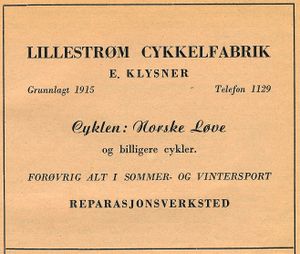 LILLESTRØM CYKKELFABRIK
E. KLYSNER
Grunnlagt 1915 Telefon 1129
Cyklen: Norske Løve
og billigere cykler.
FORØVRIG ALT I SOMMER- OG VINTERSPORT
REPARASJONSVERKSTED